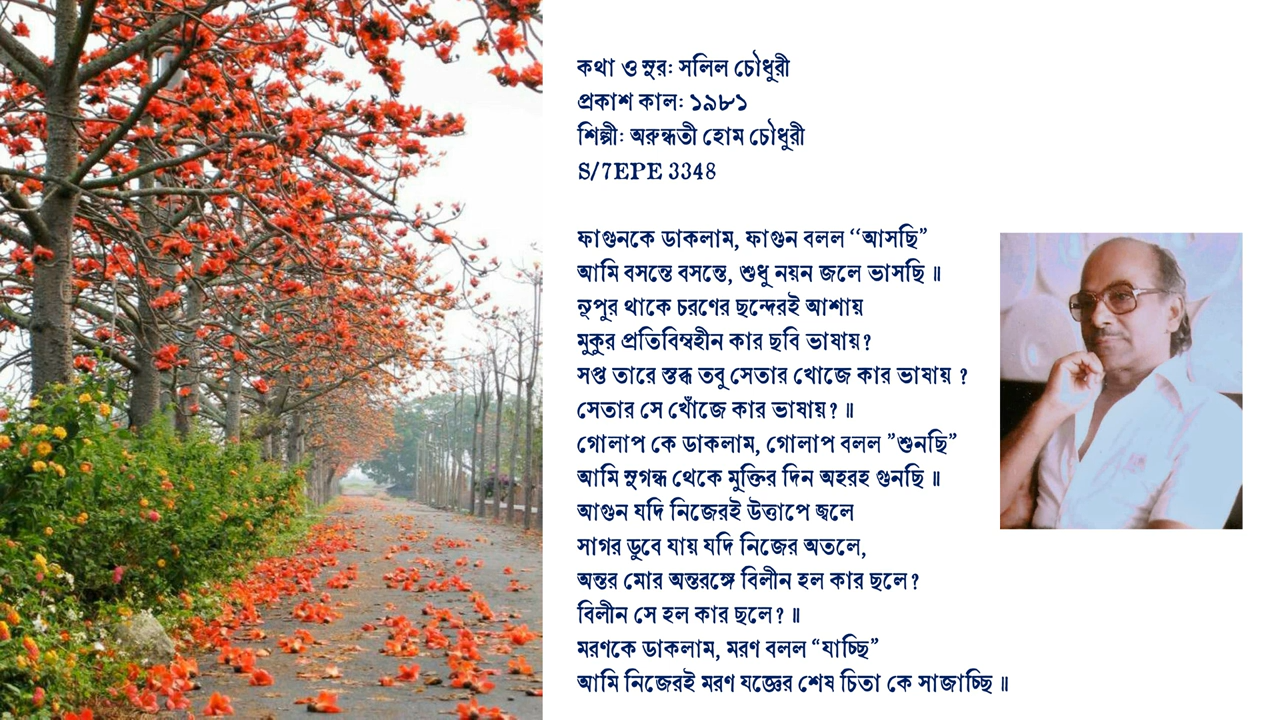 কথা ও সুর: সলিল চৌধুরী
প্রকাশ কাল: ১৯৮১
শিল্পী: অরুন্ধতী হোম চৌধুরী
S/7EPE 3348
ফাগুনকে ডাকলাম, ফাগুন বলল ‘‘আসছি”
আমি বসন্তে বসন্তে, শুধু নয়ন জলে ভাসছি ॥
নূপুর থাকে চরণের ছন্দেরই আশায়
মুকুর প্রতিবিম্বহীন কার ছবি ভাষায়?
সপ্ত তারে স্তব্ধ তবু সেতার খোজে কার ভাষায় ?
সেতার সে খোঁজে কার ভাষায়? ॥
গোলাপ কে ডাকলাম, গোলাপ বলল ”শুনছি”
আমি সুগন্ধ থেকে মুক্তির দিন অহরহ গুনছি ॥
আগুন যদি নিজেরই উত্তাপে জ্বলে
সাগর ডুবে যায় যদি নিজের অতলে,
অন্তর মোর অন্তরঙ্গে বিলীন হল কার ছলে?
বিলীন সে হল কার ছলে? ॥
মরণকে ডাকলাম, মরণ বলল “যাচ্ছি”
আমি নিজেরই মরণ যজ্ঞের শেষ চিতা কে সাজাচ্ছি ॥